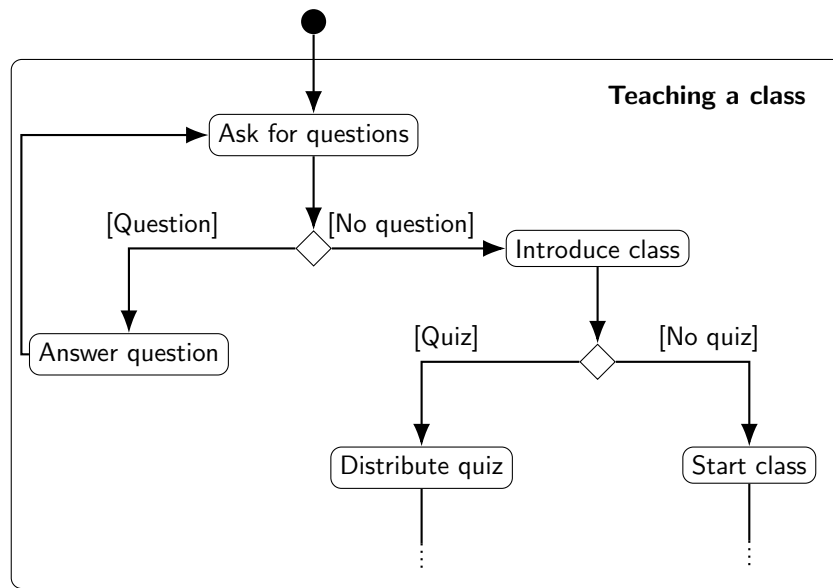 Teaching a class
Ask for questions
[Question]
[No question]
Introduce class
Answer question
[Quiz]
[No quiz]
Distribute quiz
Start class